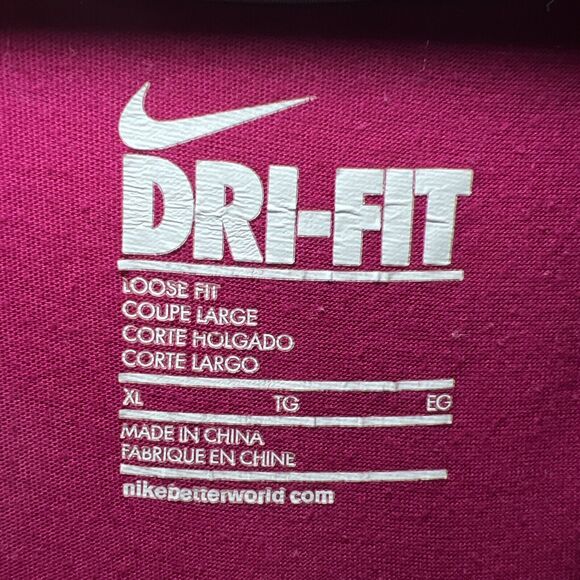 DRI-FIT
LOOSE FIT
COUPE LARGE
CORTE HOLGADO
CORTE LARGO
XL TG EG
MADE IN CHINA
FABRIQUE EN CHINE
nikebetterworld com